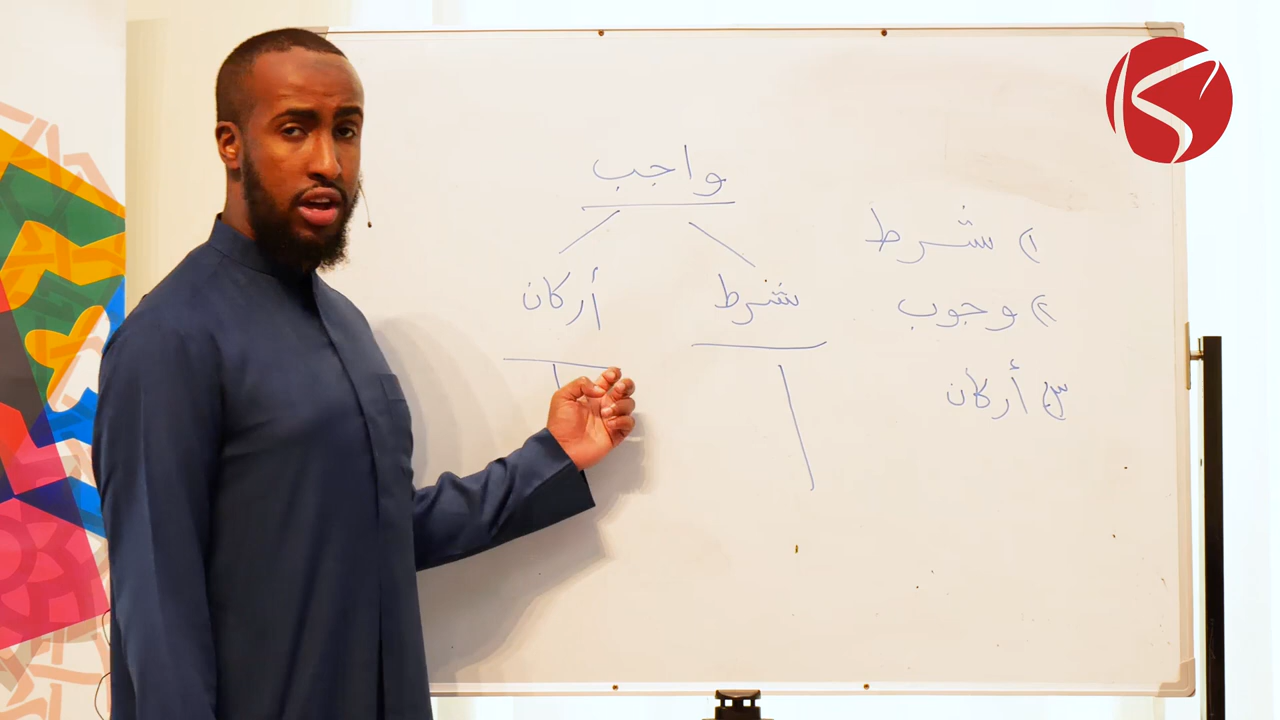 واجب
شرط
أركان
١) شرط
٢) وجوب
٣) أركان